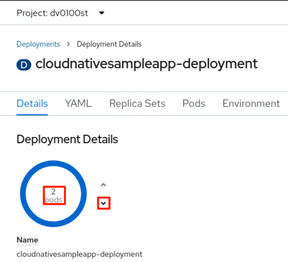 Project: dv0100st
Deployments > Deployment Details
D cloudnativesampleapp-deployment
Details YAML Replica Sets Pods Environment
Deployment Details
2
pods
Name
cloudnativesampleapp-deployment